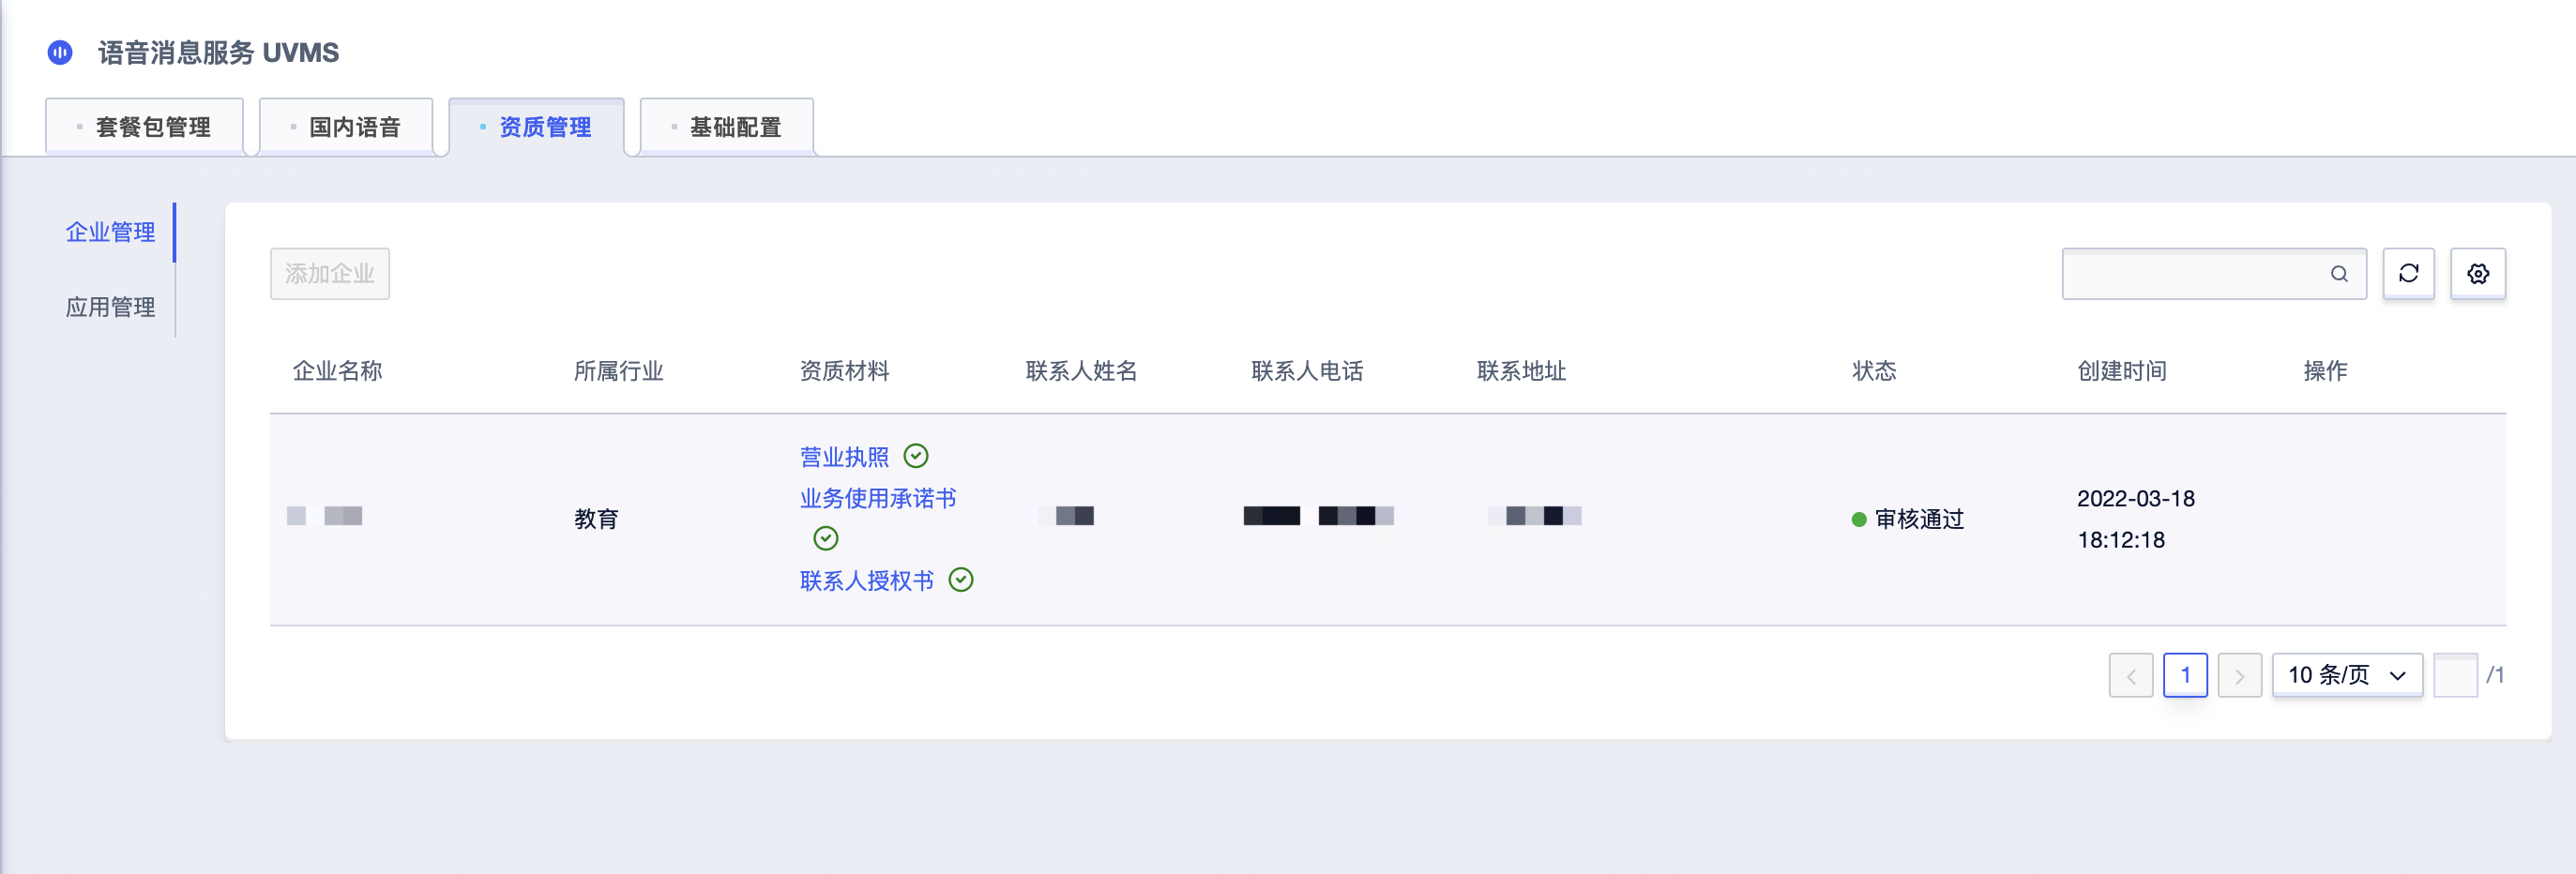 语音消息服务 UVMS
套餐包管理
国内语音
资质管理
基础配置
企业管理
应用管理
添加企业
企业名称 所属行业 资质材料 联系人姓名 联系人电话 联系地址 状态 创建时间 操作
教育
营业执照
业务使用承诺书
联系人授权书
审核通过
2022-03-18
18:12:18
1
10 条/页
/1